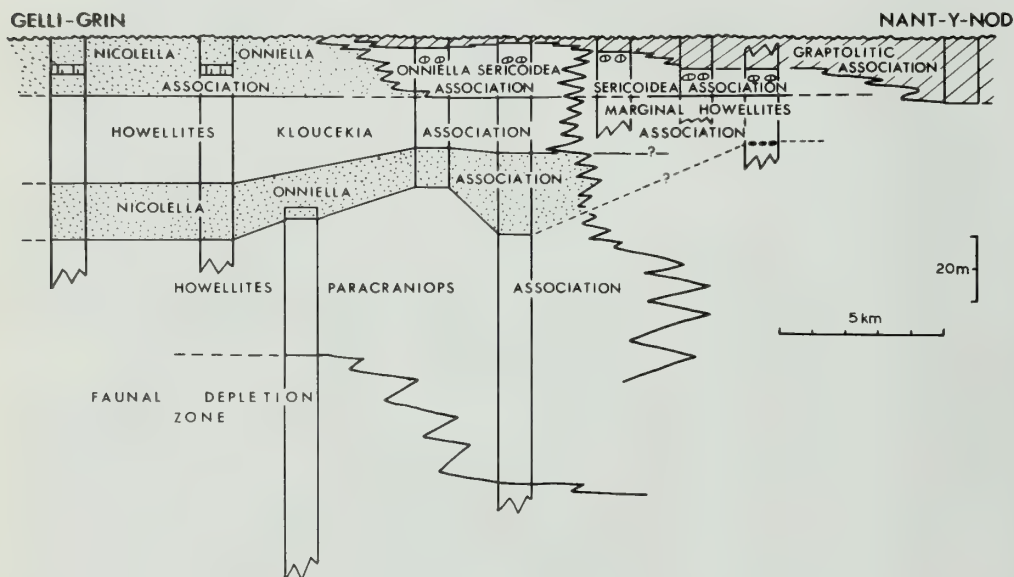 GELLI-GRIN
NANT-Y-NOD
NICOLELLA ONNIELLA
ASSOCIATION
ONNIELLA SERICOIDEA
ASSOCIATION
GRAPTOLITIC
ASSOCIATION
SERICOIDEA ASSOCIATION
MARGINAL HOWELLITES
ASSOCIATION
HOWELLITES KLOUCEKIA ASSOCIATION
?
?
NICOLELLA ONNIELLA ASSOCIATION
HOWELLITES PARACRANIOPS ASSOCIATION
20m
5 km
FAUNAL DEPLETION
ZONE